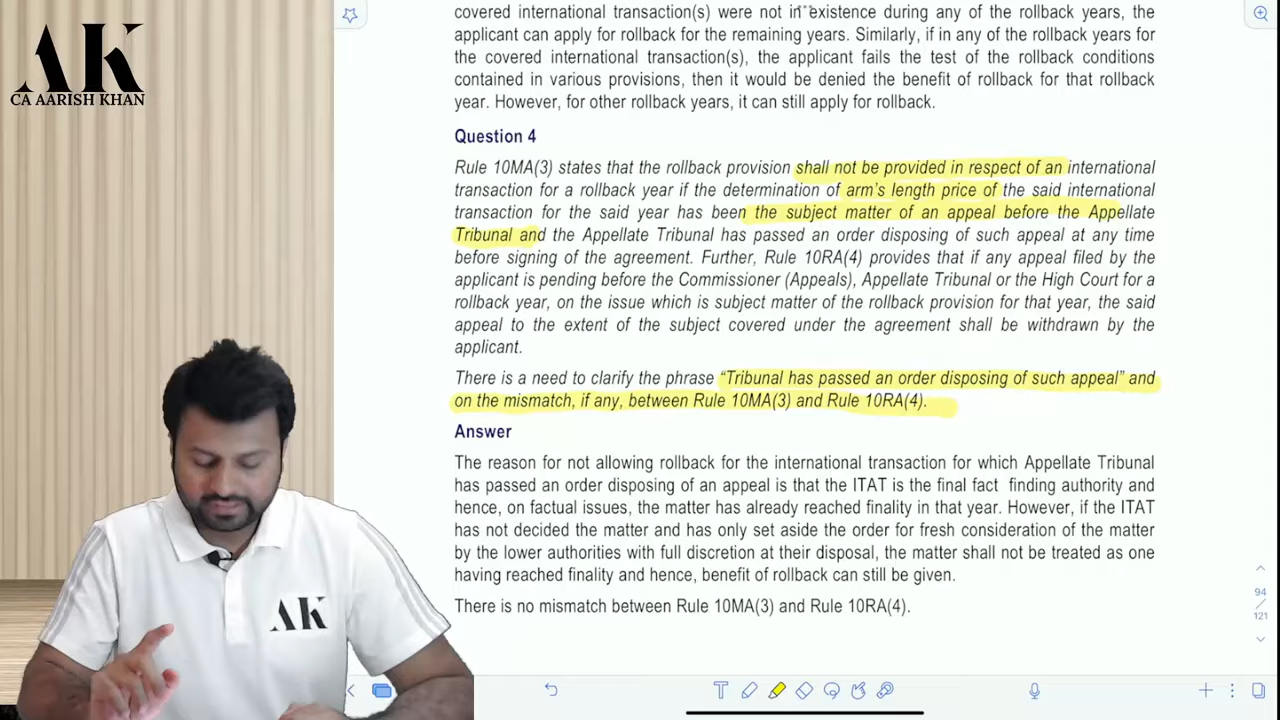 AK
CA AARISH KHAN
covered international transaction(s) were not in existence during any of the rollback years, the
applicant can apply for rollback for the remaining years. Similarly, if in any of the rollback years for
the covered international transaction(s), the applicant fails the test of the rollback conditions
contained in various provisions, then it would be denied the benefit of rollback for that rollback
year. However, for other rollback years, it can still apply for rollback.
Question 4
Rule 10MA(3) states that the rollback provision shall not be provided in respect of an international
transaction for a rollback year if the determination of arm's length price of the said international
transaction for the said year has been the subject matter of an appeal before the Appellate
Tribunal and the Appellate Tribunal has passed an order disposing of such appeal at any time
before signing of the agreement. Further, Rule 10RA(4) provides that if any appeal filed by the
applicant is pending before the Commissioner (Appeals), Appellate Tribunal or the High Court for a
rollback year, on the issue which is subject matter of the rollback provision for that year, the said
appeal to the extent of the subject covered under the agreement shall be withdrawn by the
applicant.
There is a need to clarify the phrase “Tribunal has passed an order disposing of such appeal” and
on the mismatch, if any, between Rule 10MA(3) and Rule 10RA(4).
Answer
The reason for not allowing rollback for the international transaction for which Appellate Tribunal
has passed an order disposing of an appeal is that the ITAT is the final fact finding authority and
hence, on factual issues, the matter has already reached finality in that year. However, if the ITAT
has not decided the matter and has only set aside the order for fresh consideration of the matter
by the lower authorities with full discretion at their disposal, the matter shall not be treated as one
having reached finality and hence, benefit of rollback can still be given.
There is no mismatch between Rule 10MA(3) and Rule 10RA(4).
94
/
121
AK